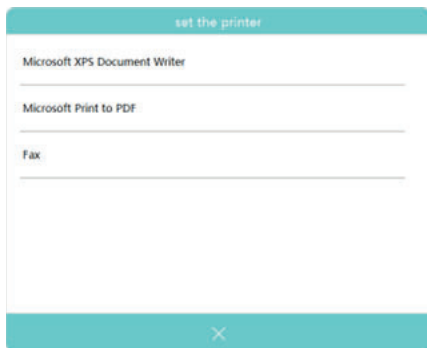 set the printer
Microsoft XPS Document Writer
Microsoft Print to PDF
Fax